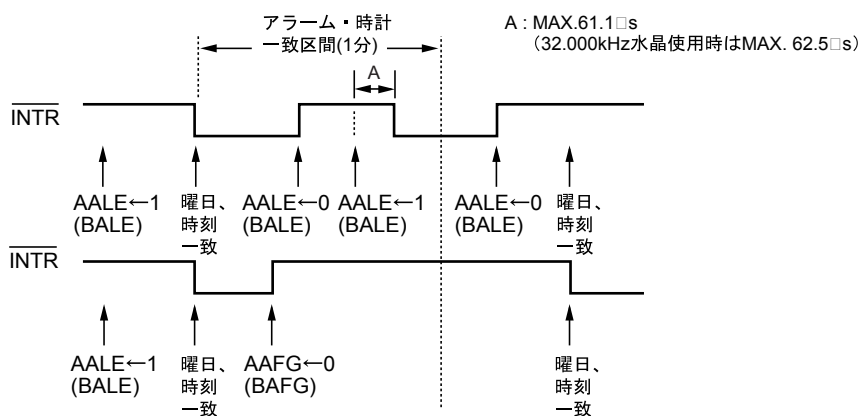 アラーム・時計
一致区間(1分)
A : MAX.61.1□s
（32.000kHz水晶使用時はMAX. 62.5□s）
A
INTR
AALE←1
(BALE)
曜日、
時刻
一致
AALE←0
(BALE)
AALE←1
(BALE)
AALE←0
(BALE)
曜日、
時刻
一致
INTR
AALE←1
(BALE)
曜日、
時刻
一致
AAFG←0
(BAFG)
曜日、
時刻
一致